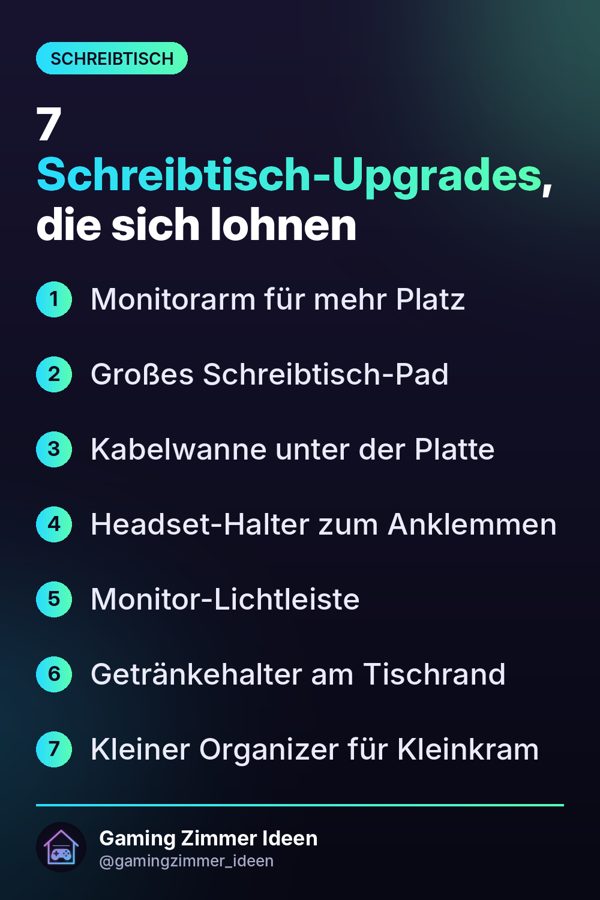 SCHREIBTISCH
7
Schreibtisch-Upgrades,
die sich lohnen
1 Monitorarm für mehr Platz
2 Großes Schreibtisch-Pad
3 Kabelwanne unter der Platte
4 Headset-Halter zum Anklemmen
5 Monitor-Lichtleiste
6 Getränkehalter am Tischrand
7 Kleiner Organizer für Kleinkram
Gaming Zimmer Ideen
@gamingzimmer_ideen